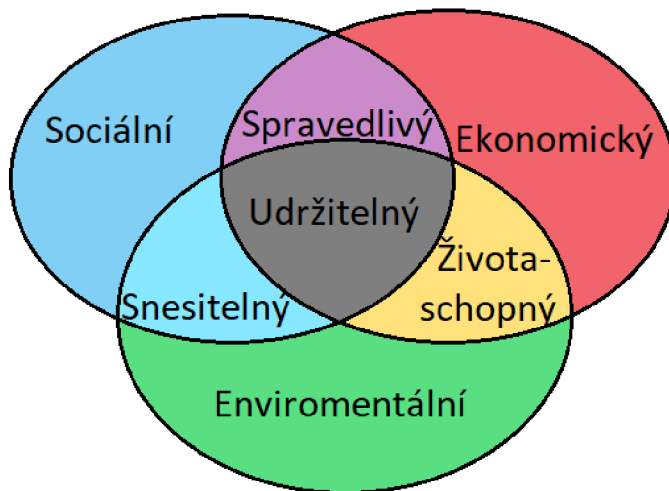 Sociální
Spravedlivý
Ekonomický
Udržitelný
Života-
schopný
Snesitelný
Enviromentální